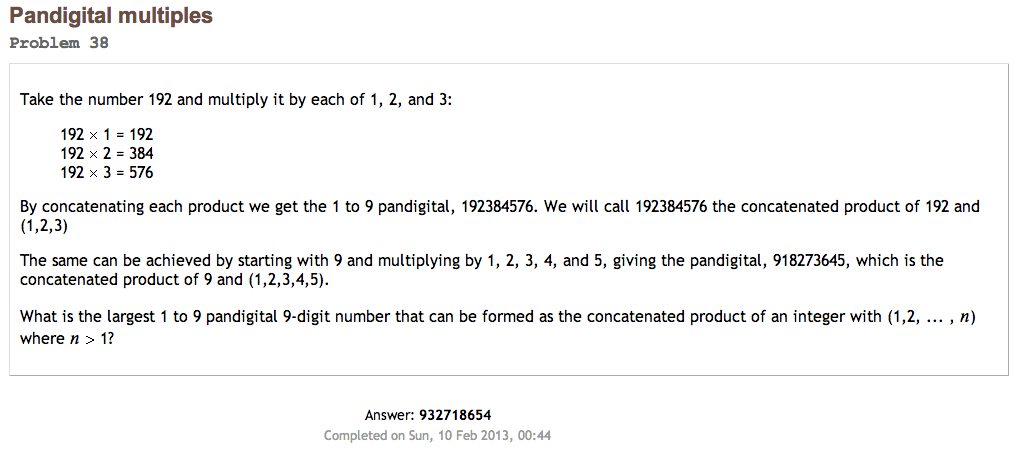 Pandigital multiples
Problem 38
Take the number 192 and multiply it by each of 1, 2, and 3:
192 × 1 = 192
192 × 2 = 384
192 × 3 = 576
By concatenating each product we get the 1 to 9 pandigital, 192384576. We will call 192384576 the concatenated product of 192 and
(1,2,3)
The same can be achieved by starting with 9 and multiplying by 1, 2, 3, 4, and 5, giving the pandigital, 918273645, which is the
concatenated product of 9 and (1,2,3,4,5).
What is the largest 1 to 9 pandigital 9-digit number that can be formed as the concatenated product of an integer with (1,2, ... , n)
where n > 1?
Answer: 932718654
Completed on Sun, 10 Feb 2013, 00:44